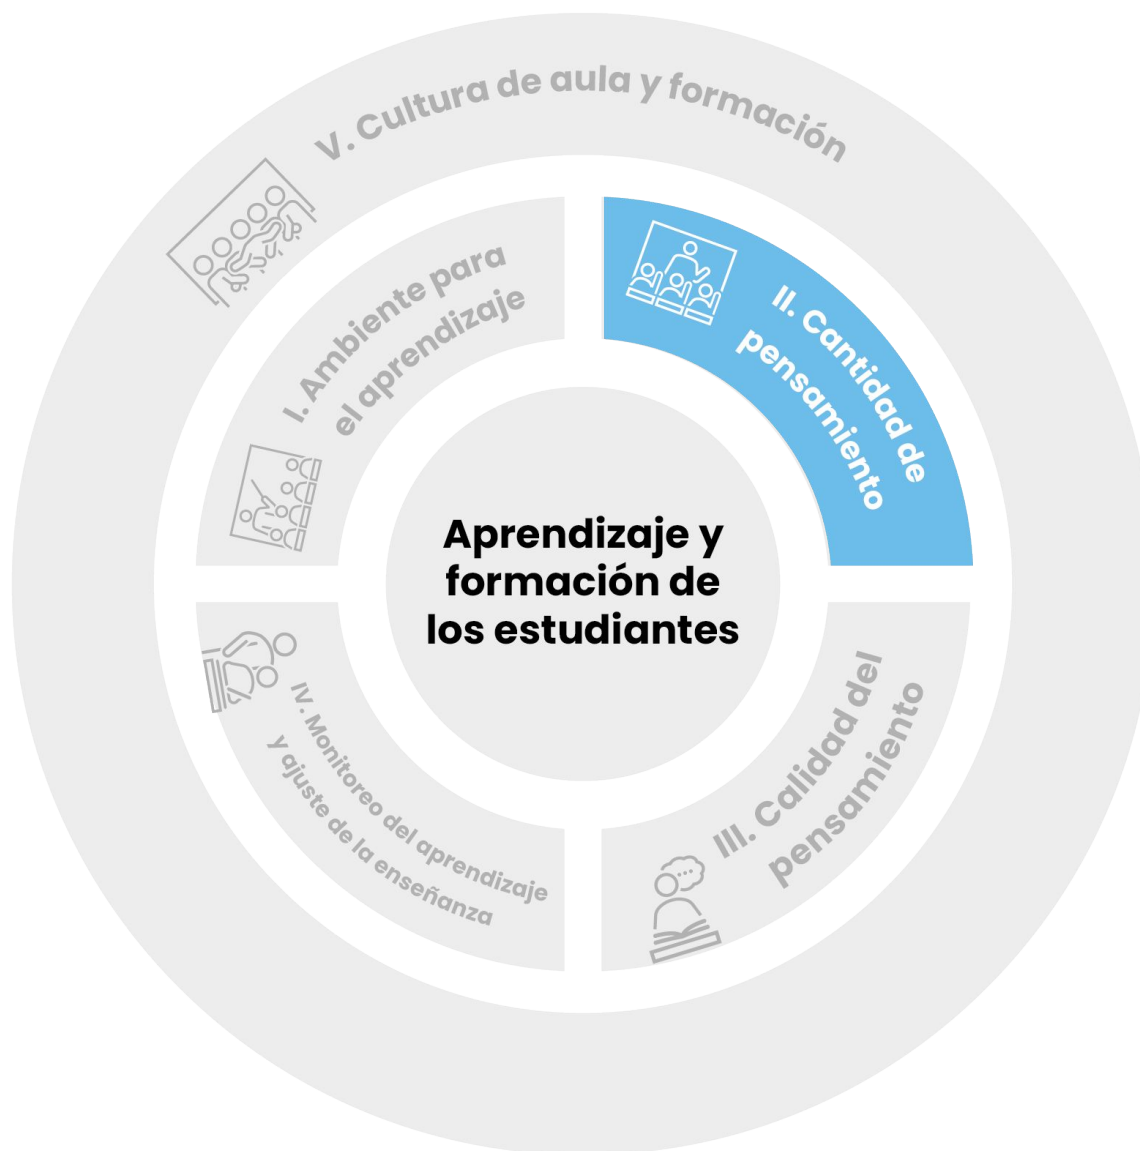 V. Cultura de aula y formación
I. Ambiente para
el aprendizaje
II. Cantidad de
pensamiento
Aprendizaje y
formación de
los estudiantes
IV. Monitoreo del aprendizaje
y ajuste de la enseñanza
III. Calidad del
pensamiento